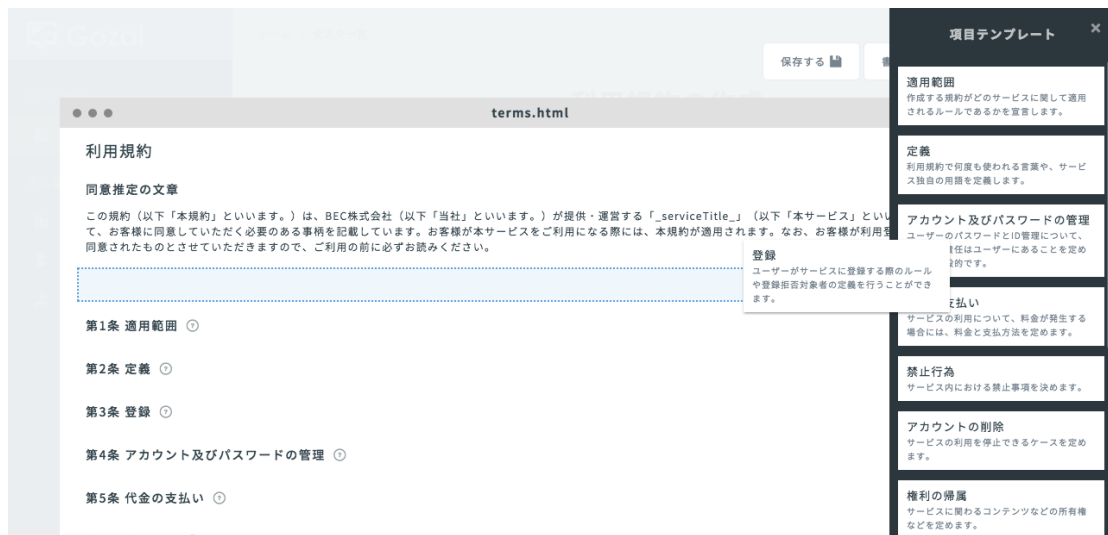 Gozal
保存する
項目テンプレート
terms.html
利用規約
同意推定の文章
この規約（以下「本規約」といいます。）は、BEC株式会社（以下「当社」といいます。）が提供・運営する「_serviceTitle_」（以下「本サービス」とい
て、お客様に同意していただく必要のある事柄を記載しています。お客様が本サービスをご利用になる際には、本規約が適用されます。なお、お客様が利用
同意されたものとさせていただきますので、ご利用の前に必ずお読みください。
第1条 適用範囲
第2条 定義
第3条 登録
第4条 アカウント及びパスワードの管理
第5条 代金の支払い
登録
ユーザーがサービスに登録する際のルール
や登録拒否対象者の定義を行うことができ
ます。
適用範囲
作成する規約がどのサービスに関して適用
されるルールであるかを宣言します。
定義
利用規約で何度も使われる言葉や、サービ
ス独自の用語を定義します。
アカウント及びパスワードの管理
ユーザーのパスワードとID管理について、
責任はユーザーにあることを定め
的です。
支払い
サービスの利用について、料金が発生する
場合には、料金と支払方法を定めます。
禁止行為
サービス内における禁止事項を決めます。
アカウントの削除
サービスの利用を停止できるケースを定め
ます。
権利の帰属
サービスに関わるコンテンツなどの所有権
などを定めます。